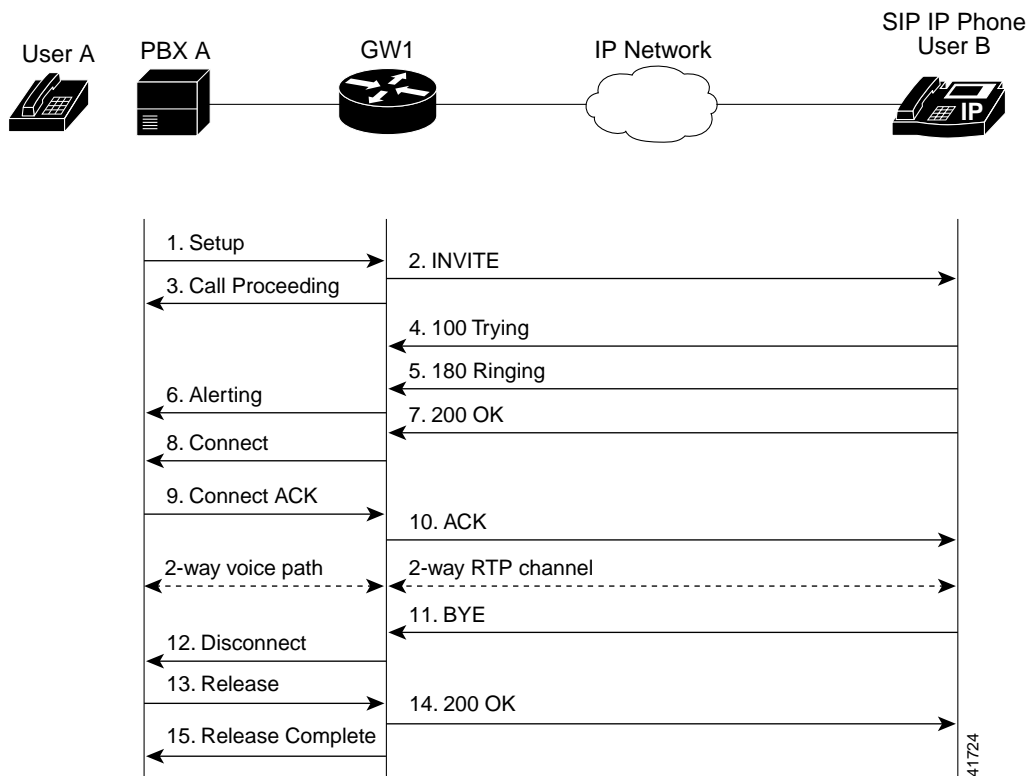 User A
PBX A
GW1
IP Network
SIP IP Phone
User B
IP
1. Setup
2. INVITE
3. Call Proceeding
4. 100 Trying
5. 180 Ringing
6. Alerting
7. 200 OK
8. Connect
9. Connect ACK
10. ACK
2-way voice path
2-way RTP channel
11. BYE
12. Disconnect
13. Release
14. 200 OK
15. Release Complete
41724